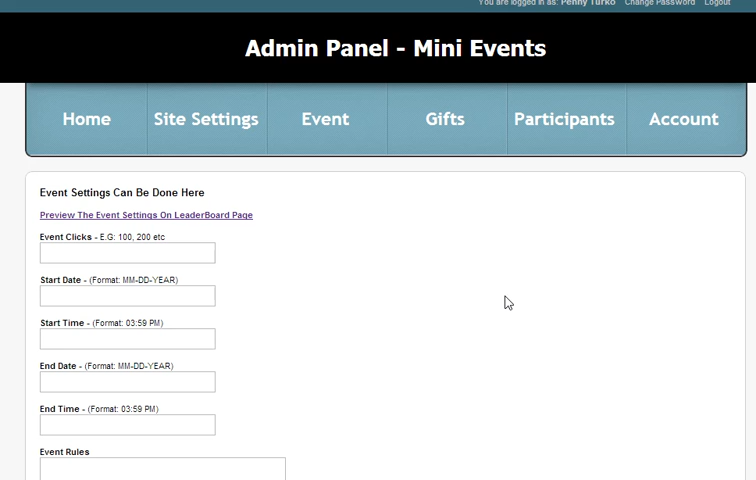 You are logged in as: Penny Turko Change Password Logout
Admin Panel - Mini Events
Home Site Settings Event Gifts Participants Account
Event Settings Can Be Done Here
Preview The Event Settings On LeaderBoard Page
Event Clicks - E.G: 100, 200 etc
Start Date - (Format: MM-DD-YEAR)
Start Time - (Format: 03:59 PM)
End Date - (Format: MM-DD-YEAR)
End Time - (Format: 03:59 PM)
Event Rules